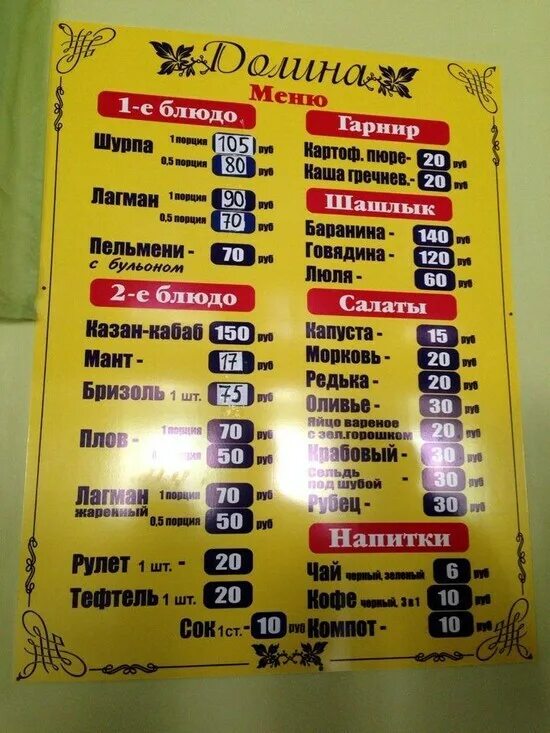 Долина
Меню
1-е блюдо
Шурпа 1 порция 105 руб
0,5 порция 80 руб
Лагман 1 порция 90 руб
0,5 порция 70 руб
Пельмени - 70 руб
с бульоном
2-е блюдо
Казан-кабаб 150 руб
Мант - 17 руб
Бризоль 1 шт. 75 руб
Плов - 1 порция 70 руб
0,5 порция 50 руб
Лагман 1 порция 70 руб
жаренный 0,5 порция 50 руб
Рулет 1 шт. - 20 руб
Тефтель 1 шт. 20 руб
Сок 1ст. - 10 руб
Гарнир
Картоф. пюре - 20 руб
Каша гречнев. - 20 руб
Шашлык
Баранина - 140 руб
Говядина - 120 руб
Люля - 60 руб
Салаты
Капуста - 15 руб
Морковь - 20 руб
Редька - 20 руб
Оливье - 30 руб
Яйцо вареное
с зел.горошком 20 руб
Крабовый - 30 руб
Сельдь
под шубой - 30 руб
Рубец - 30 руб
Напитки
Чай черный, зеленый - 6 руб
Кофе черный, 3 в 1 10 руб
Компот - 10 руб